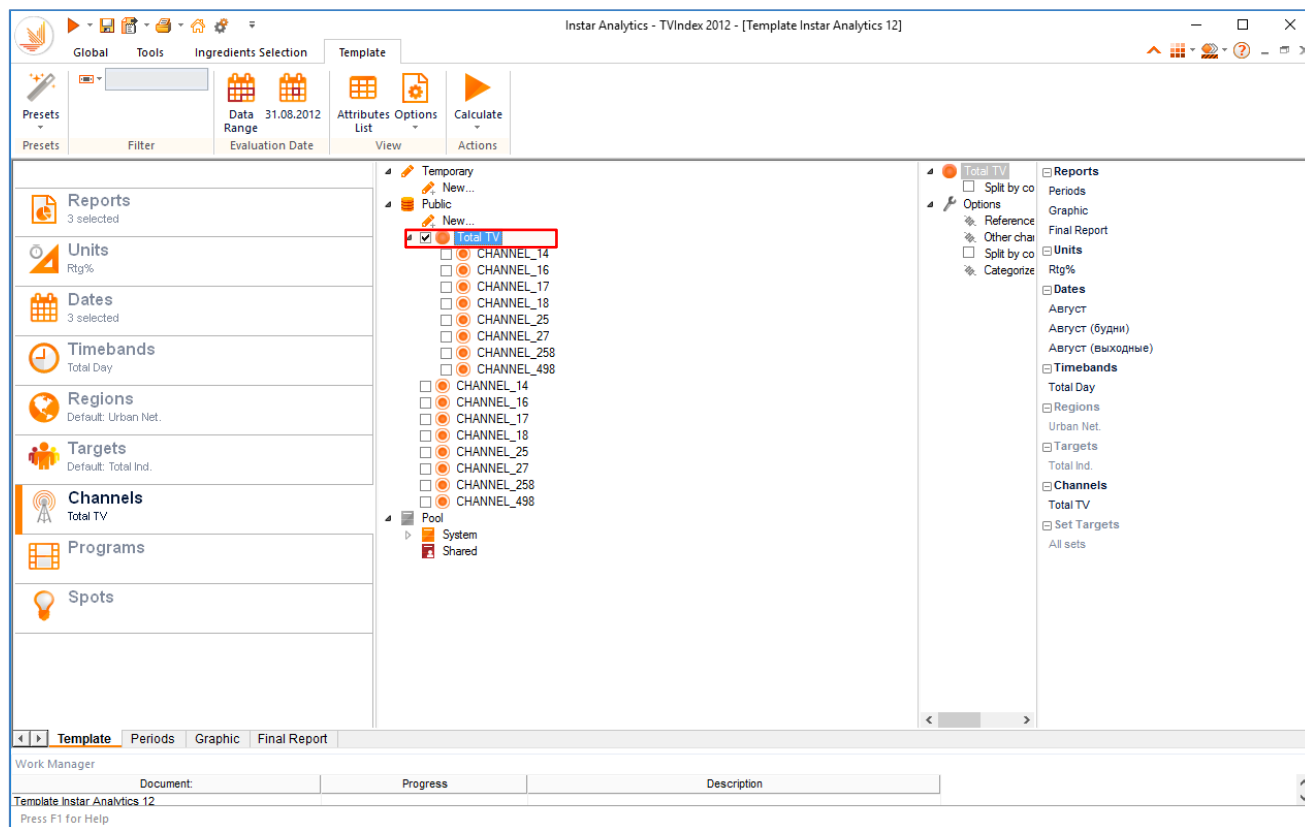 Instar Analytics - TVIndex 2012 - [Template Instar Analytics 12]
Global Tools Ingredients Selection Template
Presets
Data Range
31.08.2012
Attributes List
Options
Calculate
Presets Filter Evaluation Date View Actions
Reports
3 selected
Units
Rtg%
Dates
3 selected
Timebands
Total Day
Regions
Default: Urban Net.
Targets
Default: Total Ind.
Channels
Total TV
Programs
Spots
Temporary
New...
Public
New...
Total TV
CHANNEL_14
CHANNEL_16
CHANNEL_17
CHANNEL_18
CHANNEL_25
CHANNEL_27
CHANNEL_258
CHANNEL_498
CHANNEL_14
CHANNEL_16
CHANNEL_17
CHANNEL_18
CHANNEL_25
CHANNEL_27
CHANNEL_258
CHANNEL_498
Pool
System
Shared
Total TV
Split by co
Options
Reference
Other chai
Split by co
Categorize
Reports
Periods
Graphic
Final Report
Units
Rtg%
Dates
Август
Август (будни)
Август (выходные)
Timebands
Total Day
Regions
Urban Net.
Targets
Total Ind.
Channels
Total TV
Set Targets
All sets
Template Periods Graphic Final Report
Work Manager
Document: Progress Description
Template Instar Analytics 12
Press F1 for Help